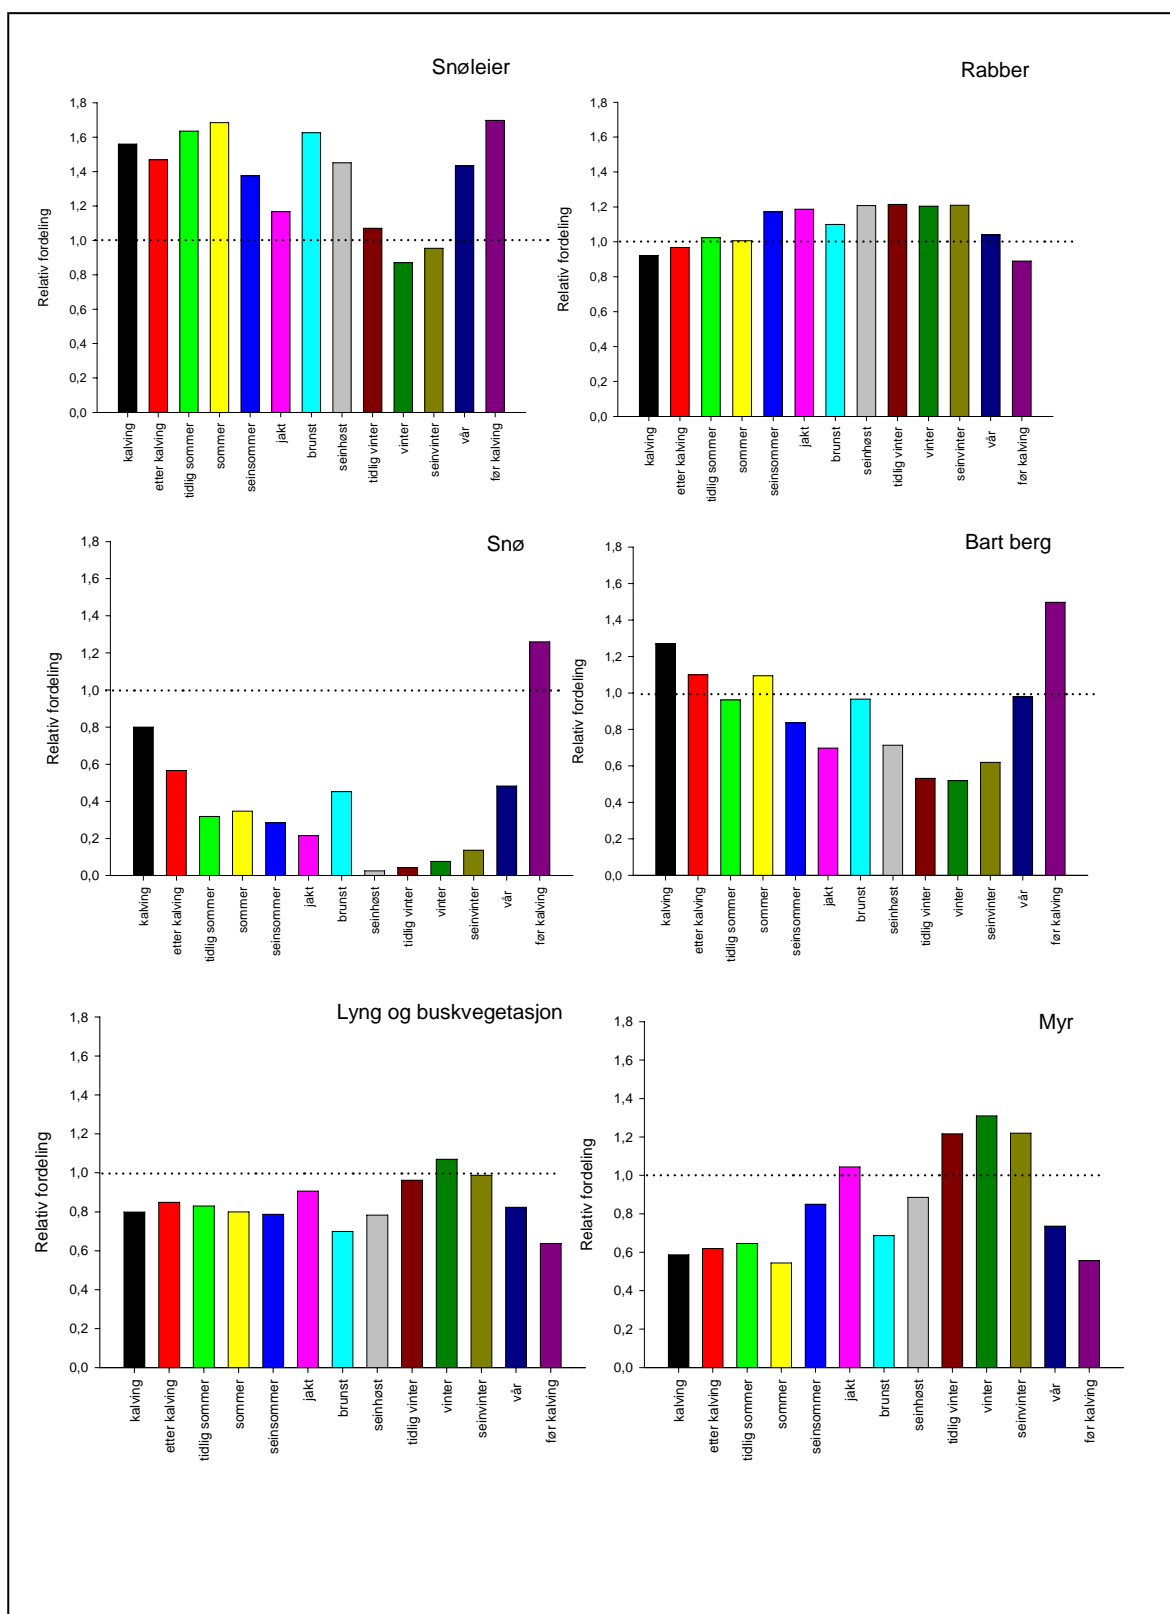 Snøleier
Relativ fordeling
1,8
1,6
1,4
1,2
1,0
0,8
0,6
0,4
0,2
0,0
kalving
etter kalving
tidlig sommer
sommer
seinsommer
jakt
brunst
seinhøst
tidlig vinter
vinter
seinvinter
vår
før kalving
Rabber
Relativ fordeling
1,8
1,6
1,4
1,2
1,0
0,8
0,6
0,4
0,2
0,0
kalving
etter kalving
tidlig sommer
sommer
seinsommer
jakt
brunst
seinhøst
tidlig vinter
vinter
seinvinter
vår
før kalving
Snø
Relativ fordeling
1,8
1,6
1,4
1,2
1,0
0,8
0,6
0,4
0,2
0,0
kalving
etter kalving
tidlig sommer
sommer
seinsommer
jakt
brunst
seinhøst
tidlig vinter
vinter
seinvinter
vår
før kalving
Bart berg
Relativ fordeling
1,8
1,6
1,4
1,2
1,0
0,8
0,6
0,4
0,2
0,0
kalving
etter kalving
tidlig sommer
sommer
seinsommer
jakt
brunst
seinhøst
tidlig vinter
vinter
seinvinter
vår
før kalving
Lyng og buskvegetasjon
Relativ fordeling
1,8
1,6
1,4
1,2
1,0
0,8
0,6
0,4
0,2
0,0
kalving
etter kalving
tidlig sommer
sommer
seinsommer
jakt
brunst
seinhøst
tidlig vinter
vinter
seinvinter
vår
før kalving
Myr
Relativ fordeling
1,8
1,6
1,4
1,2
1,0
0,8
0,6
0,4
0,2
0,0
kalving
etter kalving
tidlig sommer
sommer
seinsommer
jakt
brunst
seinhøst
tidlig vinter
vinter
seinvinter
vår
før kalving